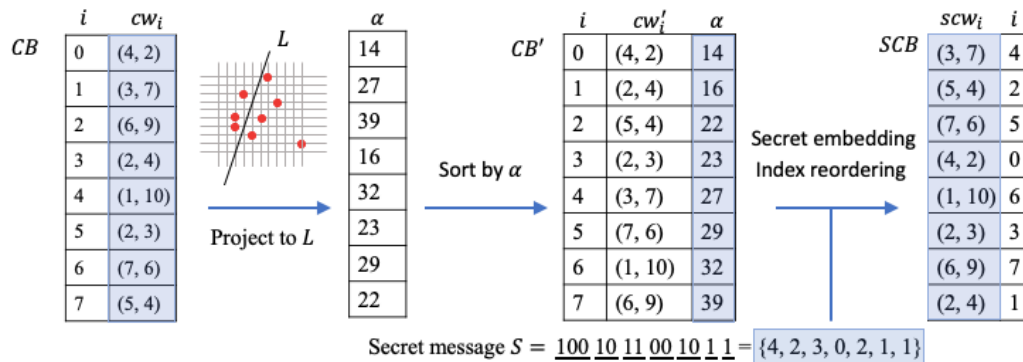 i cw_i α i cw'_i α scw_i i
CB L CB′ SCB
0 (4, 2) 14 0 (4, 2) 14 (3, 7) 4
1 (3, 7) 27 1 (2, 4) 16 (5, 4) 2
2 (6, 9) 39 2 (5, 4) 22 (7, 6) 5
3 (2, 4) 16 3 (2, 3) 23 (4, 2) 0
4 (1, 10) 32 4 (3, 7) 27 (1, 10) 6
5 (2, 3) 23 5 (7, 6) 29 (2, 3) 3
6 (7, 6) 29 6 (1, 10) 32 (6, 9) 7
7 (5, 4) 22 7 (6, 9) 39 (2, 4) 1
Project to L
Sort by α
Secret embedding
Index reordering
Secret message S = 100 10 11 00 10 1 1 = {4, 2, 3, 0, 2, 1, 1}